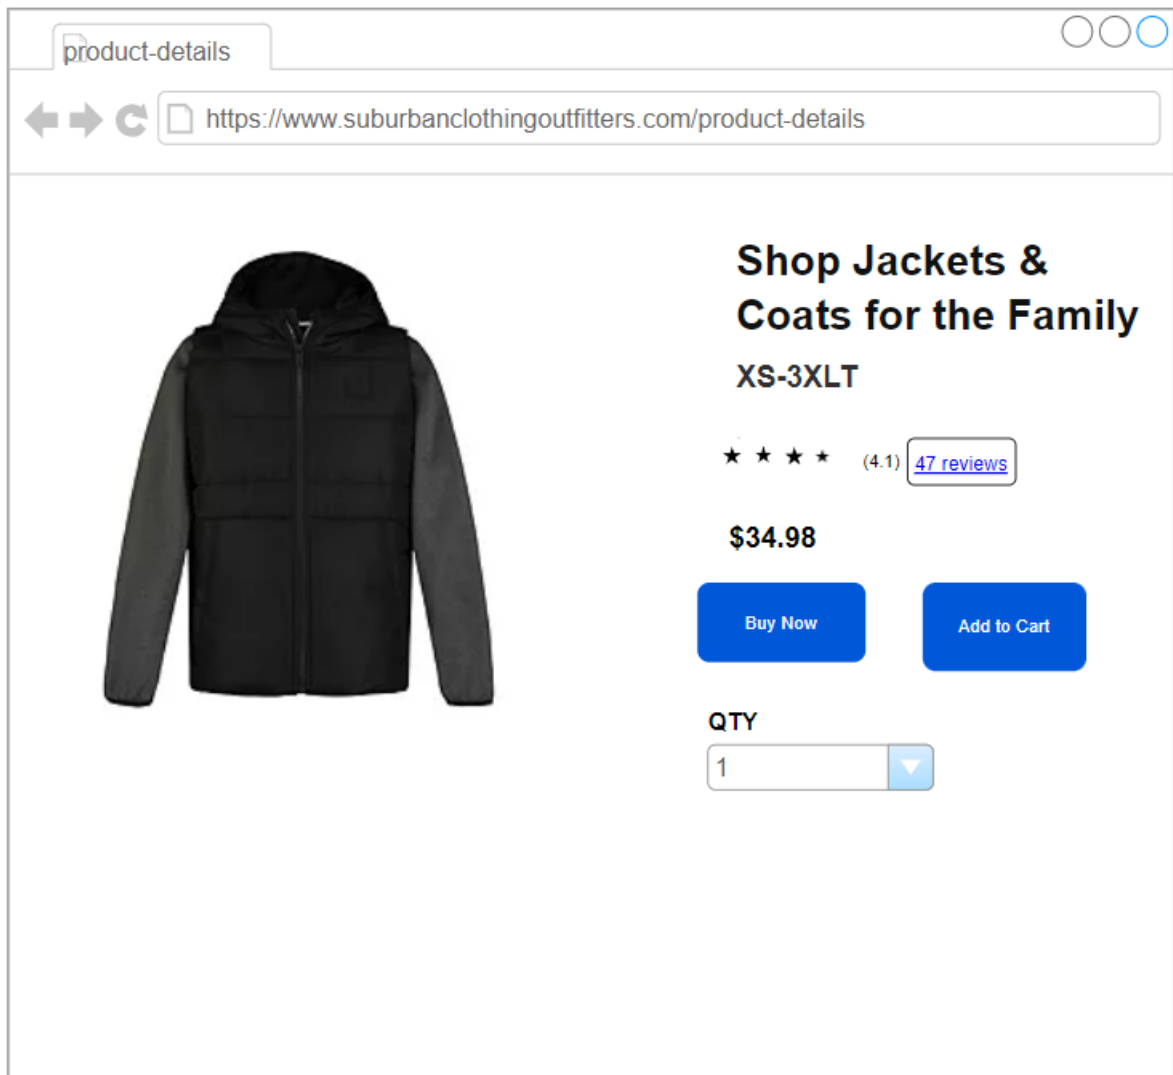 product-details
https://www.suburbanclothingoutfitters.com/product-details
Shop Jackets &
Coats for the Family
XS-3XLT
(4.1) 47 reviews
$34.98
Buy Now
Add to Cart
QTY
1